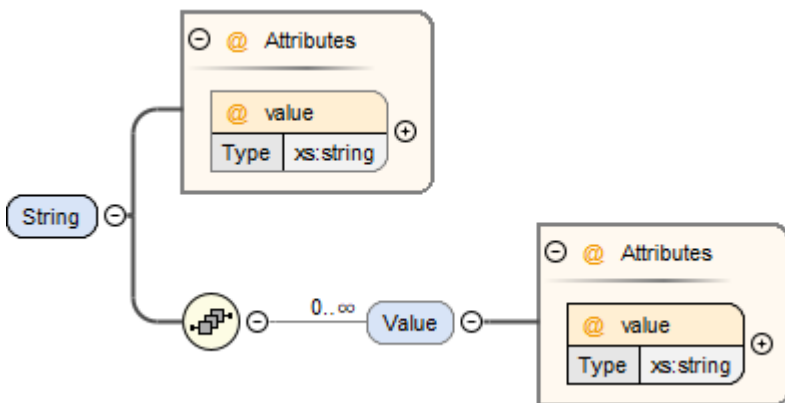 @ Attributes
@ value
Type xs:string
String
0..∞
Value
@ Attributes
@ value
Type xs:string